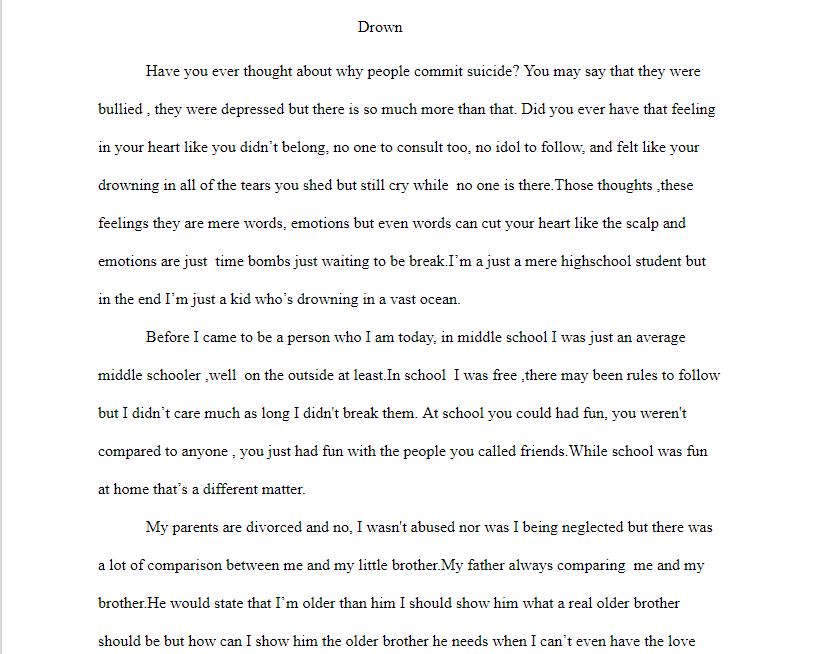 Drown
Have you ever thought about why people commit suicide? You may say that they were
bullied , they were depressed but there is so much more than that. Did you ever have that feeling
in your heart like you didn’t belong, no one to consult too, no idol to follow, and felt like your
drowning in all of the tears you shed but still cry while  no one is there.Those thoughts ,these
feelings they are mere words, emotions but even words can cut your heart like the scalp and
emotions are just  time bombs just waiting to be break.I’m a just a mere highschool student but
in the end I’m just a kid who’s drowning in a vast ocean.
Before I came to be a person who I am today, in middle school I was just an average
middle schooler ,well  on the outside at least.In school  I was free ,there may been rules to follow
but I didn’t care much as long I didn't break them. At school you could had fun, you weren't
compared to anyone , you just had fun with the people you called friends.While school was fun
at home that’s a different matter.
My parents are divorced and no, I wasn't abused nor was I being neglected but there was
a lot of comparison between me and my little brother.My father always comparing  me and my
brother.He would state that I’m older than him I should show him what a real older brother
should be but how can I show him the older brother he needs when I can’t even have the love